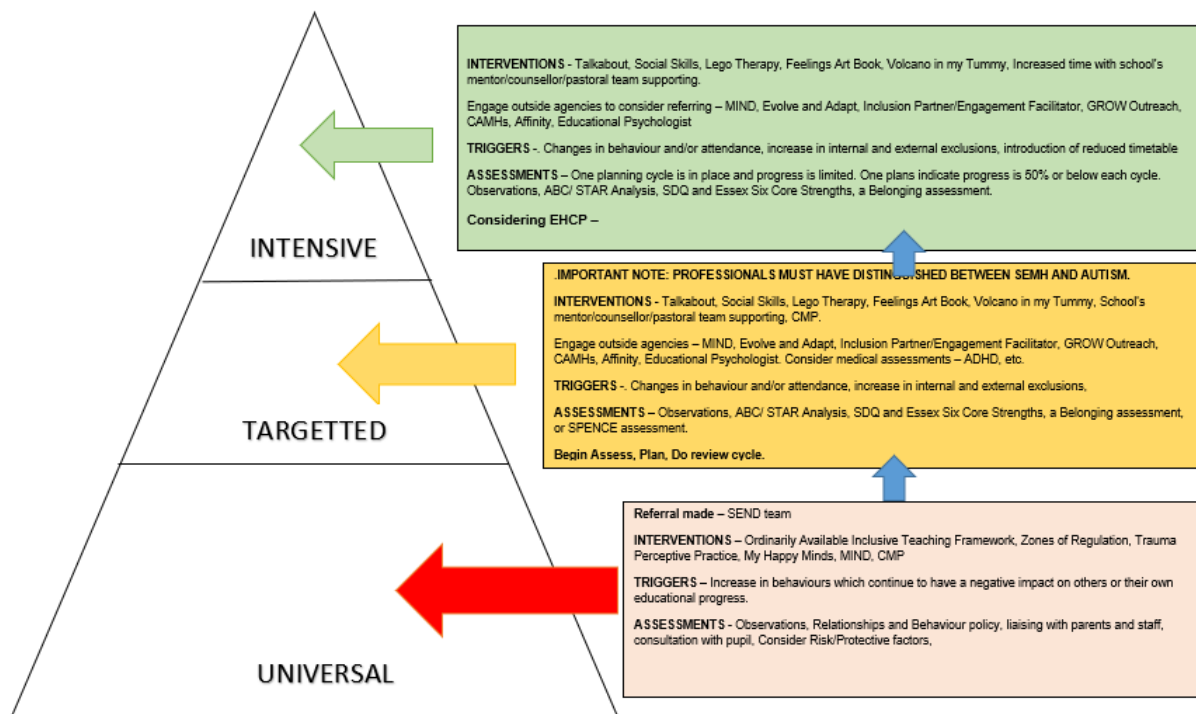 INTERVENTIONS - Talkabout, Social Skills, Lego Therapy, Feelings Art Book, Volcano in my Tummy, Increased time with school's
mentor/counsellor/pastoral team supporting.
Engage outside agencies to consider referring – MIND, Evolve and Adapt, Inclusion Partner/Engagement Facilitator, GROW Outreach,
CAMHs, Affinity, Educational Psychologist
TRIGGERS -. Changes in behaviour and/or attendance, increase in internal and external exclusions, introduction of reduced timetable
ASSESSMENTS – One planning cycle is in place and progress is limited. One plans indicate progress is 50% or below each cycle.
Observations, ABC/ STAR Analysis, SDQ and Essex Six Core Strengths, a Belonging assessment.
Considering EHCP –
INTENSIVE
.IMPORTANT NOTE: PROFESSIONALS MUST HAVE DISTINGUISHED BETWEEN SEMH AND AUTISM.
INTERVENTIONS - Talkabout, Social Skills, Lego Therapy, Feelings Art Book, Volcano in my Tummy, School's
mentor/counsellor/pastoral team supporting, CMP.
Engage outside agencies – MIND, Evolve and Adapt, Inclusion Partner/Engagement Facilitator, GROW Outreach,
CAMHs, Affinity, Educational Psychologist. Consider medical assessments – ADHD, etc.
TRIGGERS -. Changes in behaviour and/or attendance, increase in internal and external exclusions,
ASSESSMENTS – Observations, ABC/ STAR Analysis, SDQ and Essex Six Core Strengths, a Belonging assessment,
or SPENCE assessment.
Begin Assess, Plan, Do review cycle.
TARGETTED
Referral made – SEND team
INTERVENTIONS – Ordinarily Available Inclusive Teaching Framework, Zones of Regulation, Trauma
Perceptive Practice, My Happy Minds, MIND, CMP
TRIGGERS – Increase in behaviours which continue to have a negative impact on others or their own
educational progress.
ASSESSMENTS - Observations, Relationships and Behaviour policy, liaising with parents and staff,
consultation with pupil, Consider Risk/Protective factors,
UNIVERSAL